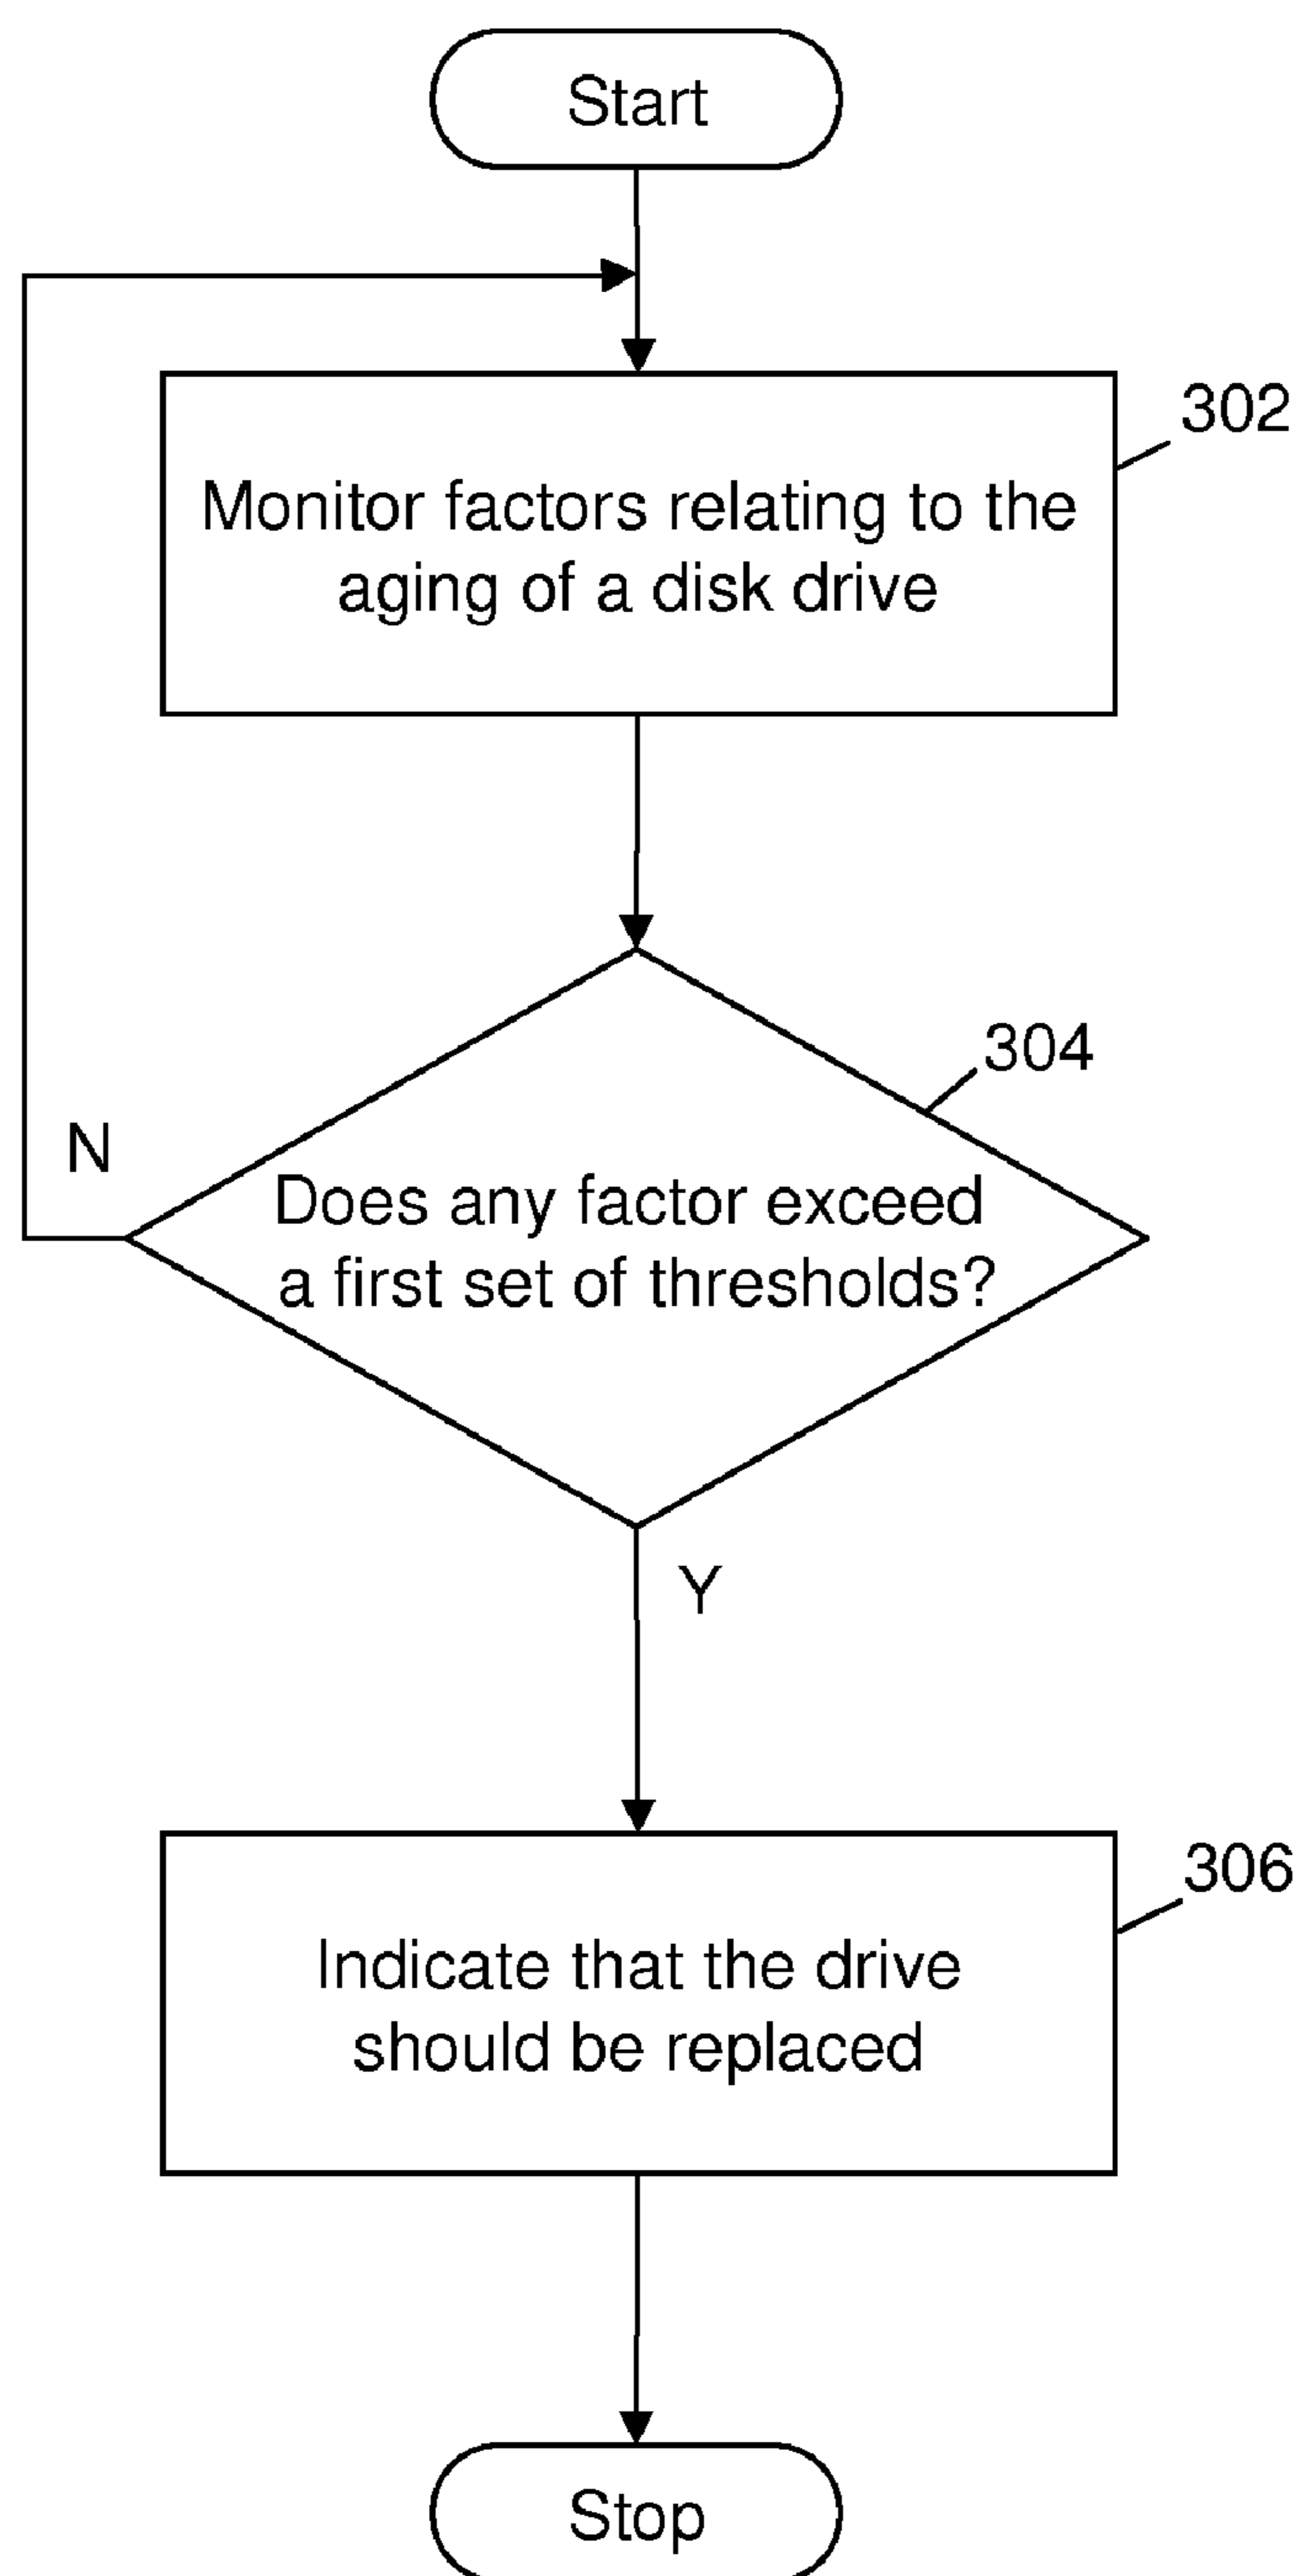 Start
302
Monitor factors relating to the
aging of a disk drive
304
N
Does any factor exceed
a first set of thresholds?
Y
306
Indicate that the drive
should be replaced
Stop